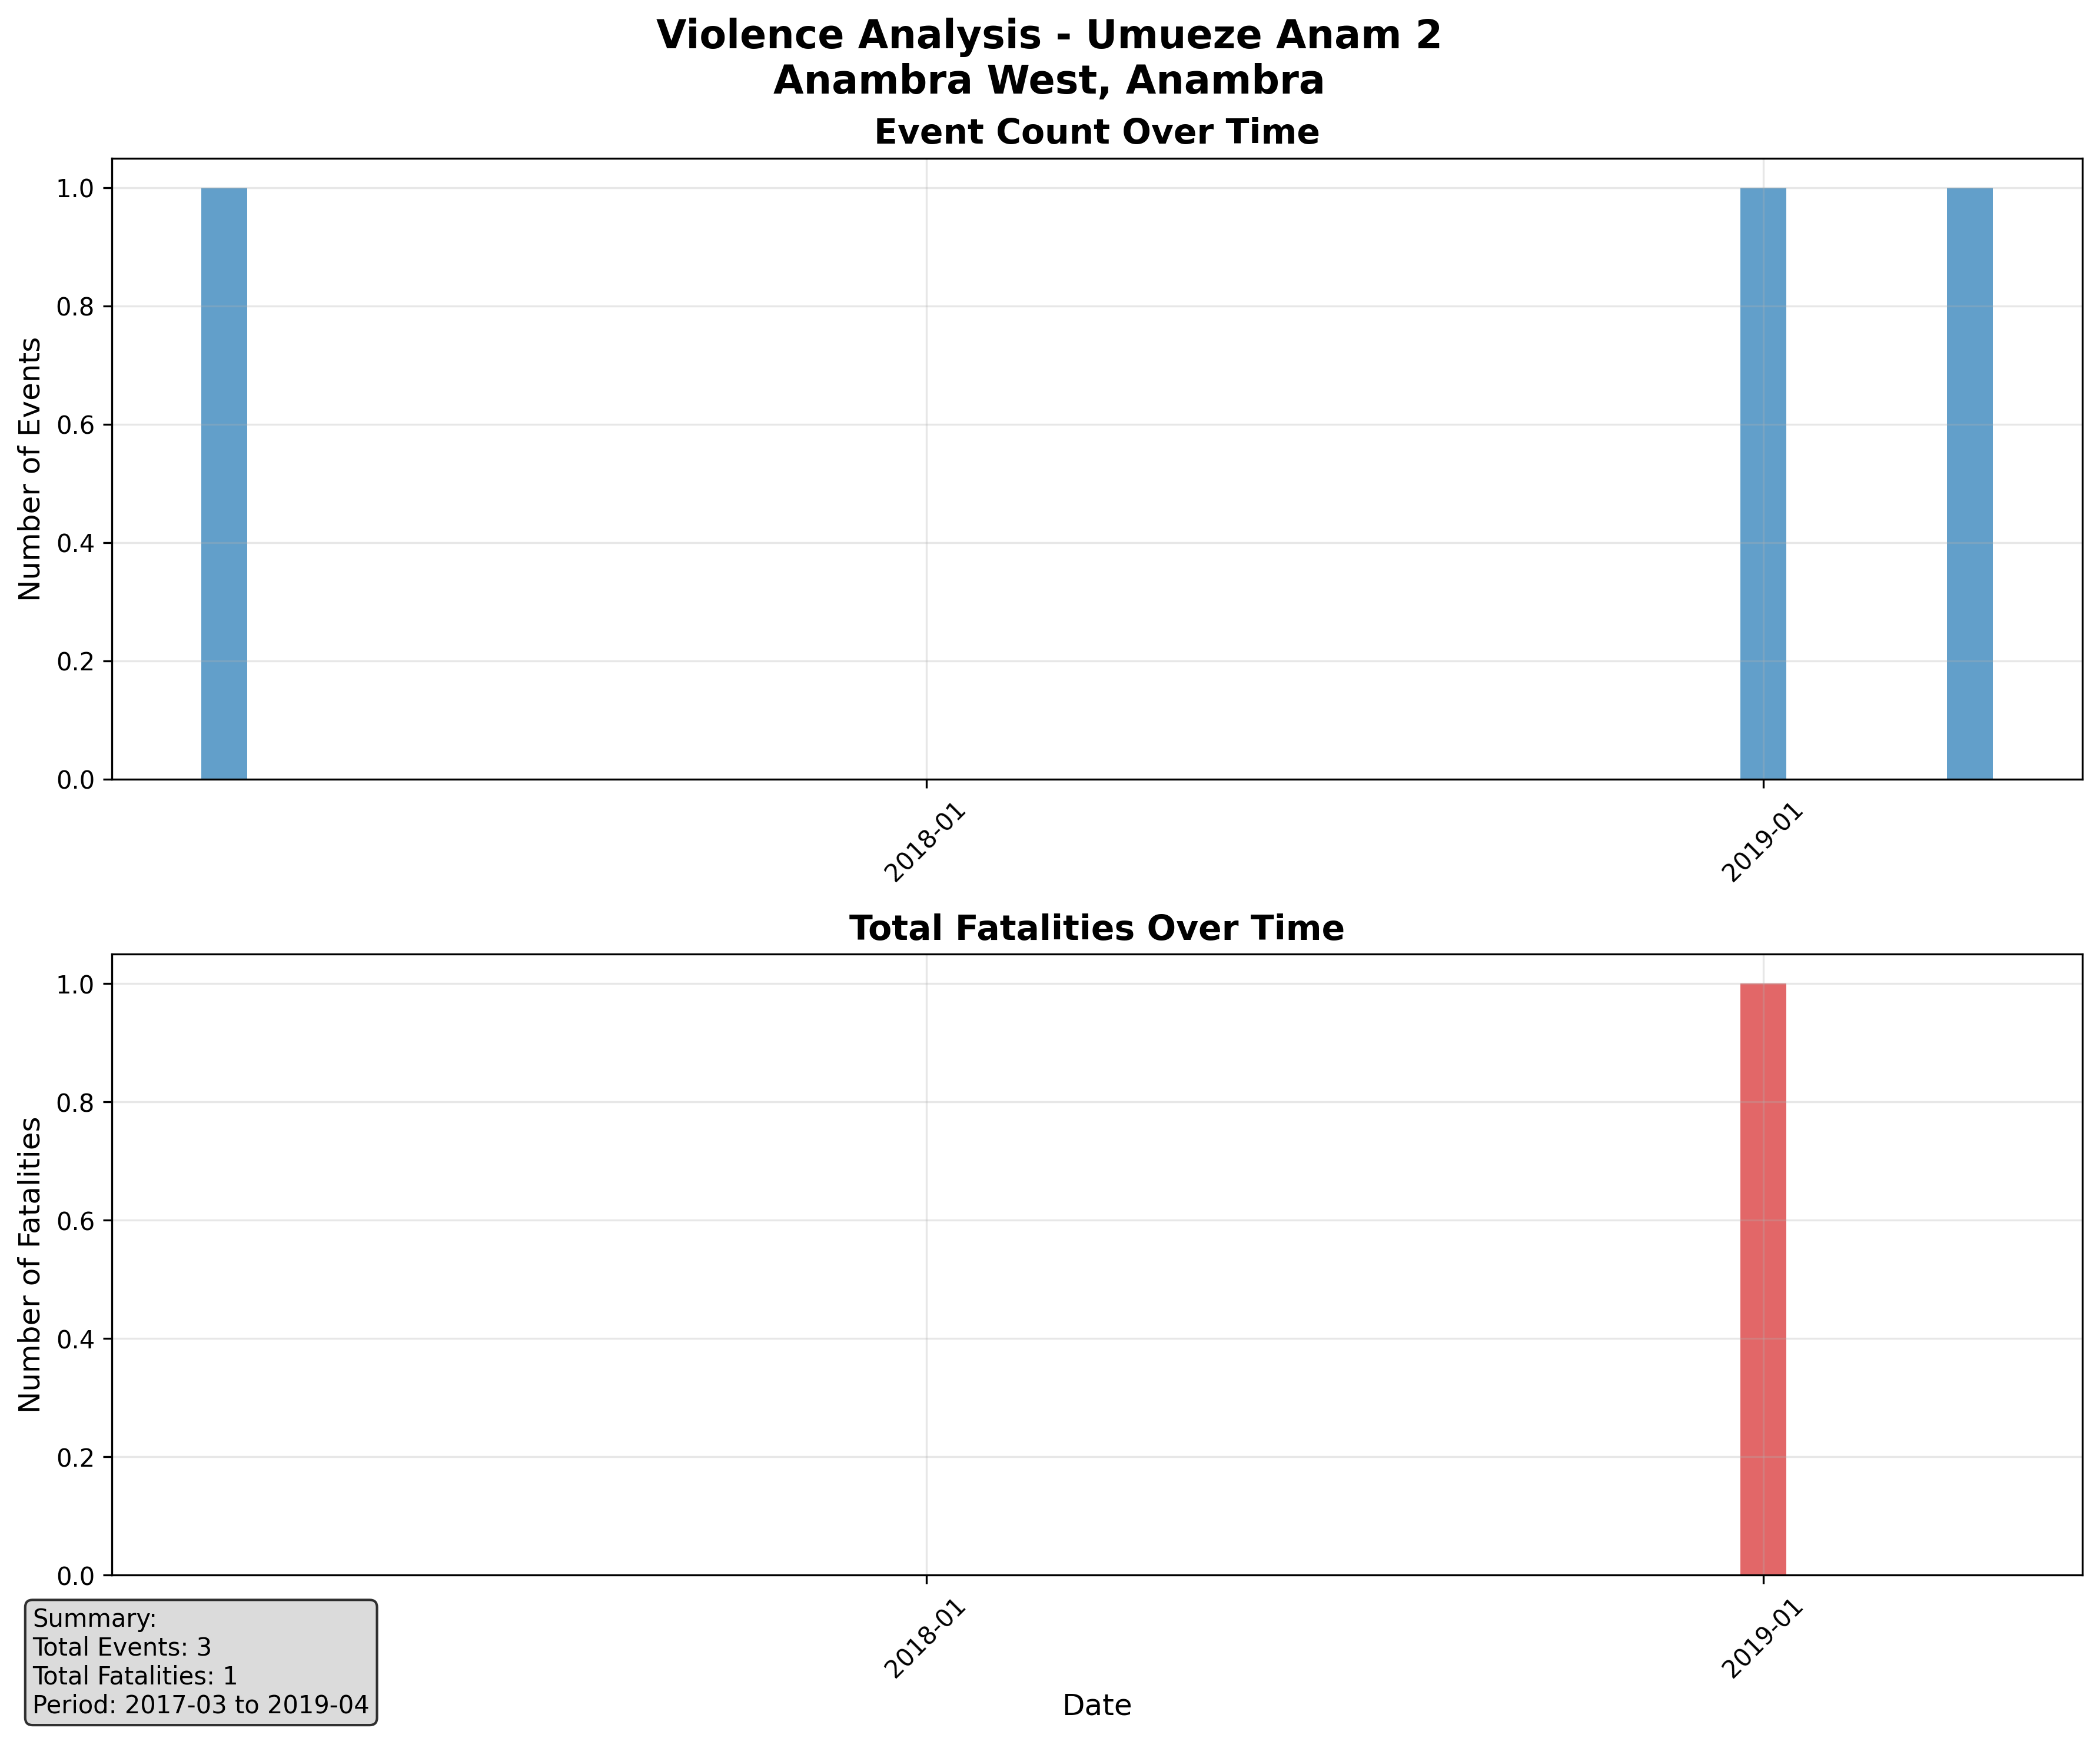 Violence Analysis - Umueze Anam 2
Anambra West, Anambra
Event Count Over Time
Number of Events
1.0
0.8
0.6
0.4
0.2
0.0
2018-01
2019-01
Total Fatalities Over Time
Number of Fatalities
1.0
0.8
0.6
0.4
0.2
0.0
2018-01
2019-01
Date
Summary:
Total Events: 3
Total Fatalities: 1
Period: 2017-03 to 2019-04